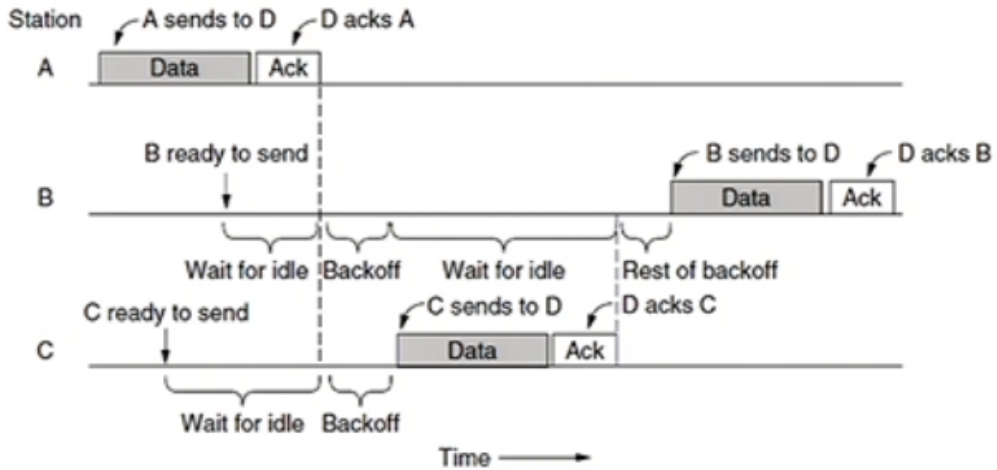 Station
A sends to D
D acks A
A
Data
Ack
B ready to send
B sends to D
D acks B
B
Data
Ack
Wait for idle
Backoff
Wait for idle
Rest of backoff
C ready to send
C sends to D
D acks C
C
Data
Ack
Wait for idle
Backoff
Time